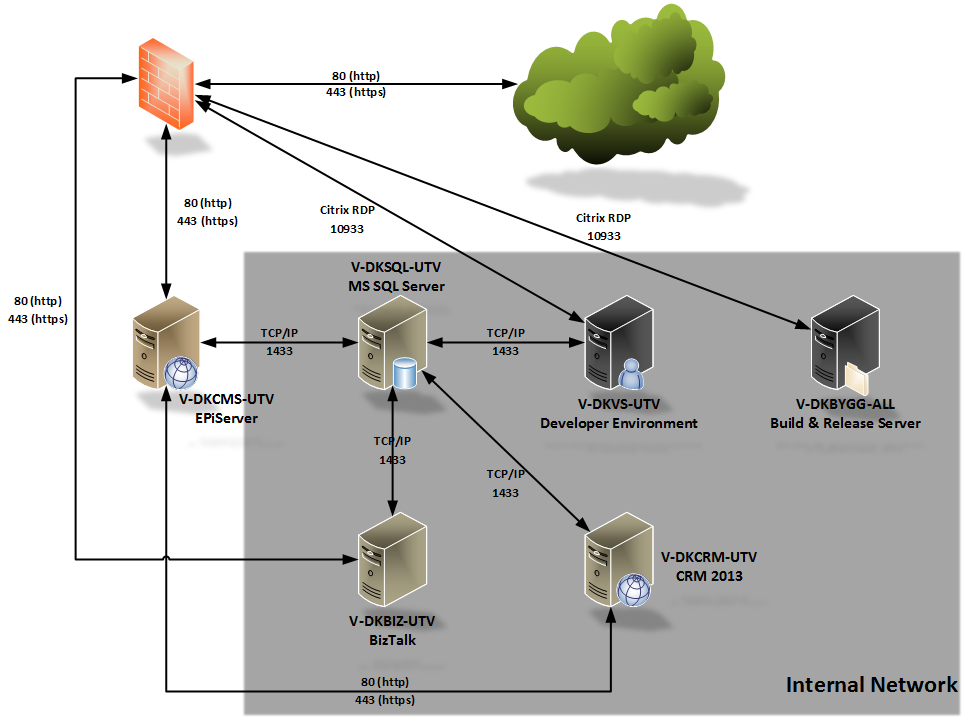 80 (http)
443 (https)
80 (http)
443 (https)
Citrix RDP
10933
Citrix RDP
10933
80 (http)
443 (https)
V-DKSQL-UTV
MS SQL Server
TCP/IP
1433
TCP/IP
1433
V-DKCMS-UTV
EPiServer
V-DKVS-UTV
Developer Environment
V-DKBYGG-ALL
Build & Release Server
TCP/IP
1433
TCP/IP
1433
V-DKCRM-UTV
CRM 2013
V-DKBIZ-UTV
BizTalk
80 (http)
443 (https)
Internal Network